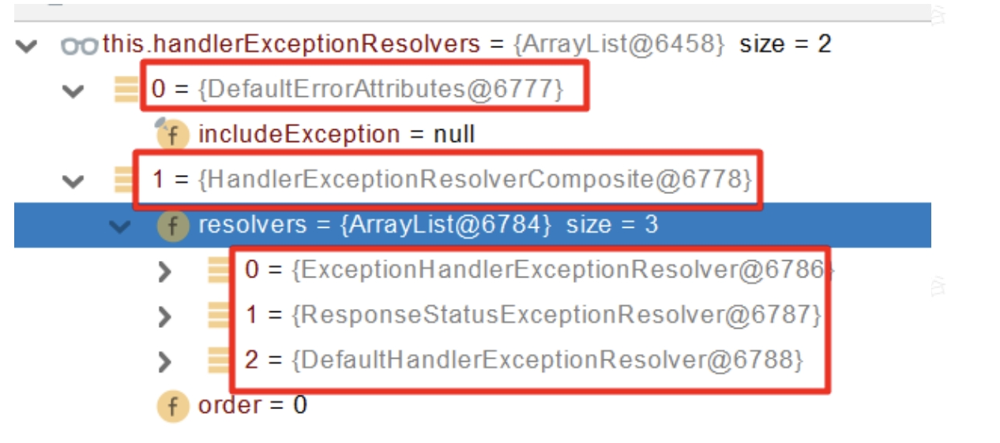 this.handlerExceptionResolvers = {ArrayList@6458} size = 2
0 = {DefaultErrorAttributes@6777}
f includeException = null
1 = {HandlerExceptionResolverComposite@6778}
f resolvers = {ArrayList@6784} size = 3
0 = {ExceptionHandlerExceptionResolver@6786}
1 = {ResponseStatusExceptionResolver@6787}
2 = {DefaultHandlerExceptionResolver@6788}
f order = 0